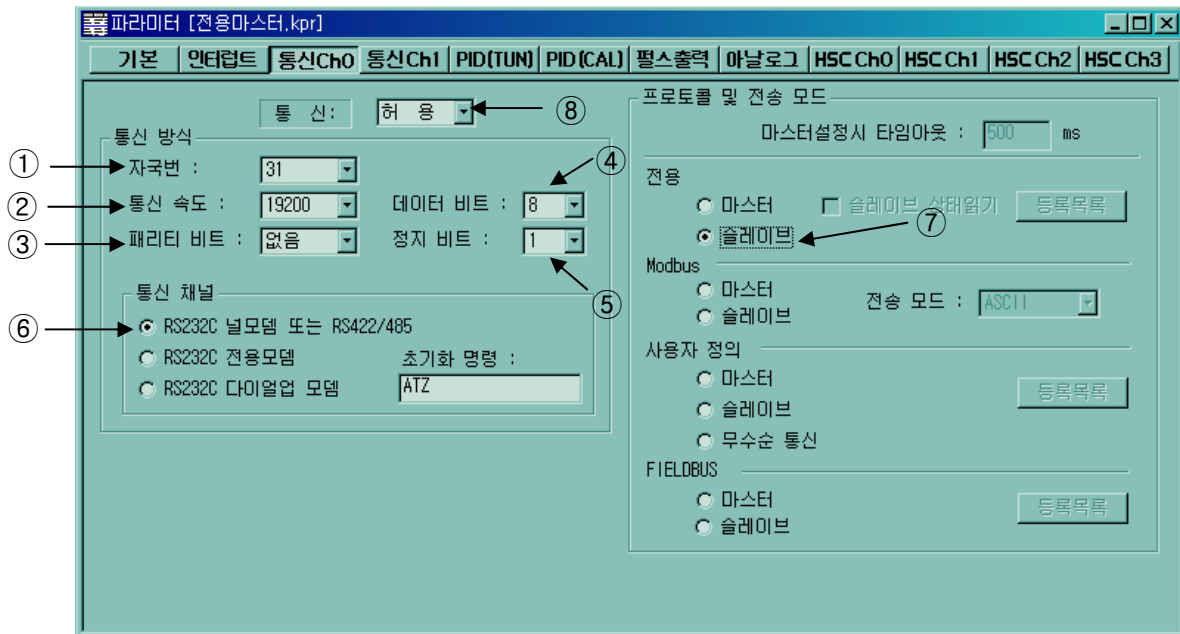 파라미터 [전용마스터.kpr]
기본 인터럽트 통신Ch0 통신Ch1 PID(TUN) PID(CAL) 펄스출력 아날로그 HSC Ch0 HSC Ch1 HSC Ch2 HSC Ch3
통 신: 허 용 ⑧
통신 방식
① 자국번 : 31 ④
② 통신 속도 : 19200 데이터 비트 : 8
③ 패리티 비트 : 없음 정지 비트 : 1
⑤
통신 채널
⑥ RS232C 널모뎀 또는 RS422/485
RS232C 전용모뎀 초기화 명령 :
RS232C 다이얼업 모뎀 ATZ
프로토콜 및 전송 모드
마스터설정시 타임아웃 : 500 ms
전용
마스터 슬레이브 상태읽기 등록목록
슬레이브 ⑦
Modbus
마스터
전송 모드 : ASCII
슬레이브
사용자 정의
마스터
등록목록
슬레이브
무수순 통신
FIELDBUS
마스터
등록목록
슬레이브